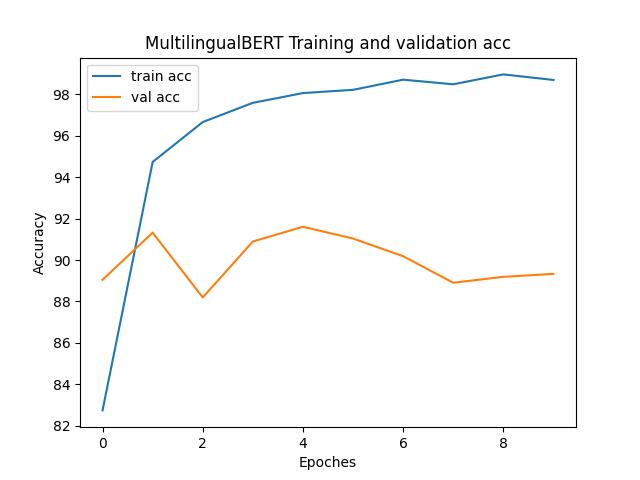 MultilingualBERT Training and validation acc
train acc
val acc
98
96
94
92
90
88
86
84
82
Accuracy
0 2 4 6 8
Epoches